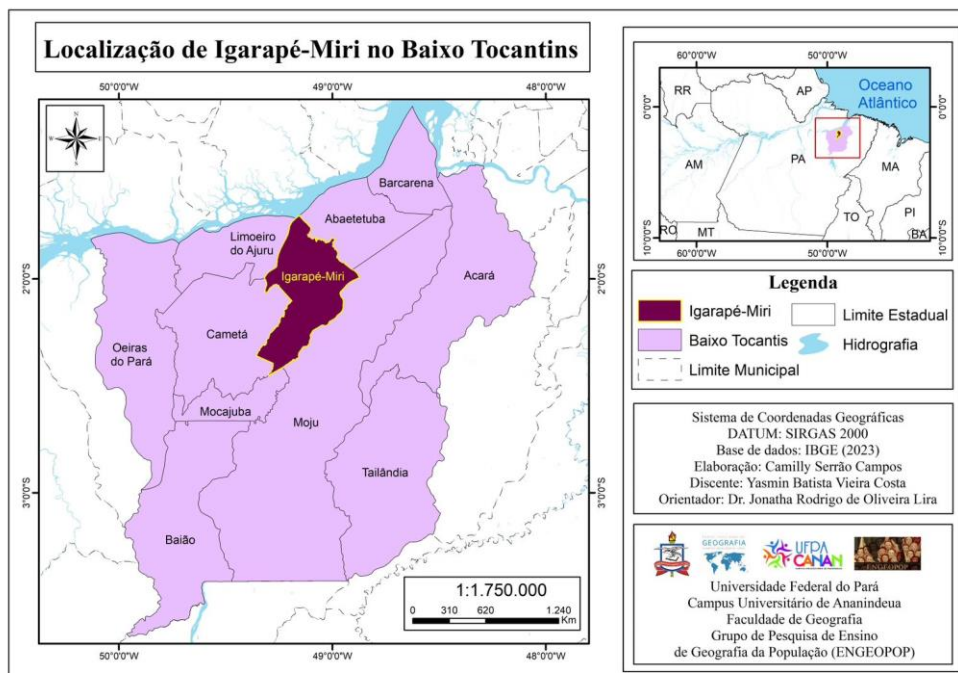 Localização de Igarapé-Miri no Baixo Tocantins
50°0'0"W
49°0'0"W
48°0'0"W
N
Barcarena
Abaetetuba
Limoeiro
do Ajuru
Igarapé-Miri
Acará
2°0'0"S
2°0'0"S
Cametá
Oeiras
do Pará
Mocajuba
Moju
Tailândia
3°0'0"S
3°0'0"S
Baião
1:1.750.000
0 310 620 1.240
Km
50°0'0"W
49°0'0"W
48°0'0"W
60°0'0"W
50°0'0"W
Oceano
Atlântico
RR
AP
0°0'0"
0°0'0"
AM
PA
MA
TO
PI
RO
MT
BA
10°0'0"S
10°0'0"S
60°0'0"W
50°0'0"W
Legenda
Igarapé-Miri
Limite Estadual
Baixo Tocantis
Hidrografia
Limite Municipal
Sistema de Coordenadas Geográficas
DATUM: SIRGAS 2000
Base de dados: IBGE (2023)
Elaboração: Camilly Serrão Campos
Discente: Yasmin Batista Vieira Costa
Orientador: Dr. Jonatha Rodrigo de Oliveira Lira
GEOGRAFIA
UFPA
CANAN
ENGEOPOP
Universidade Federal do Pará
Campus Universitário de Ananindeua
Faculdade de Geografia
Grupo de Pesquisa de Ensino
de Geografia da População (ENGEOPOP)